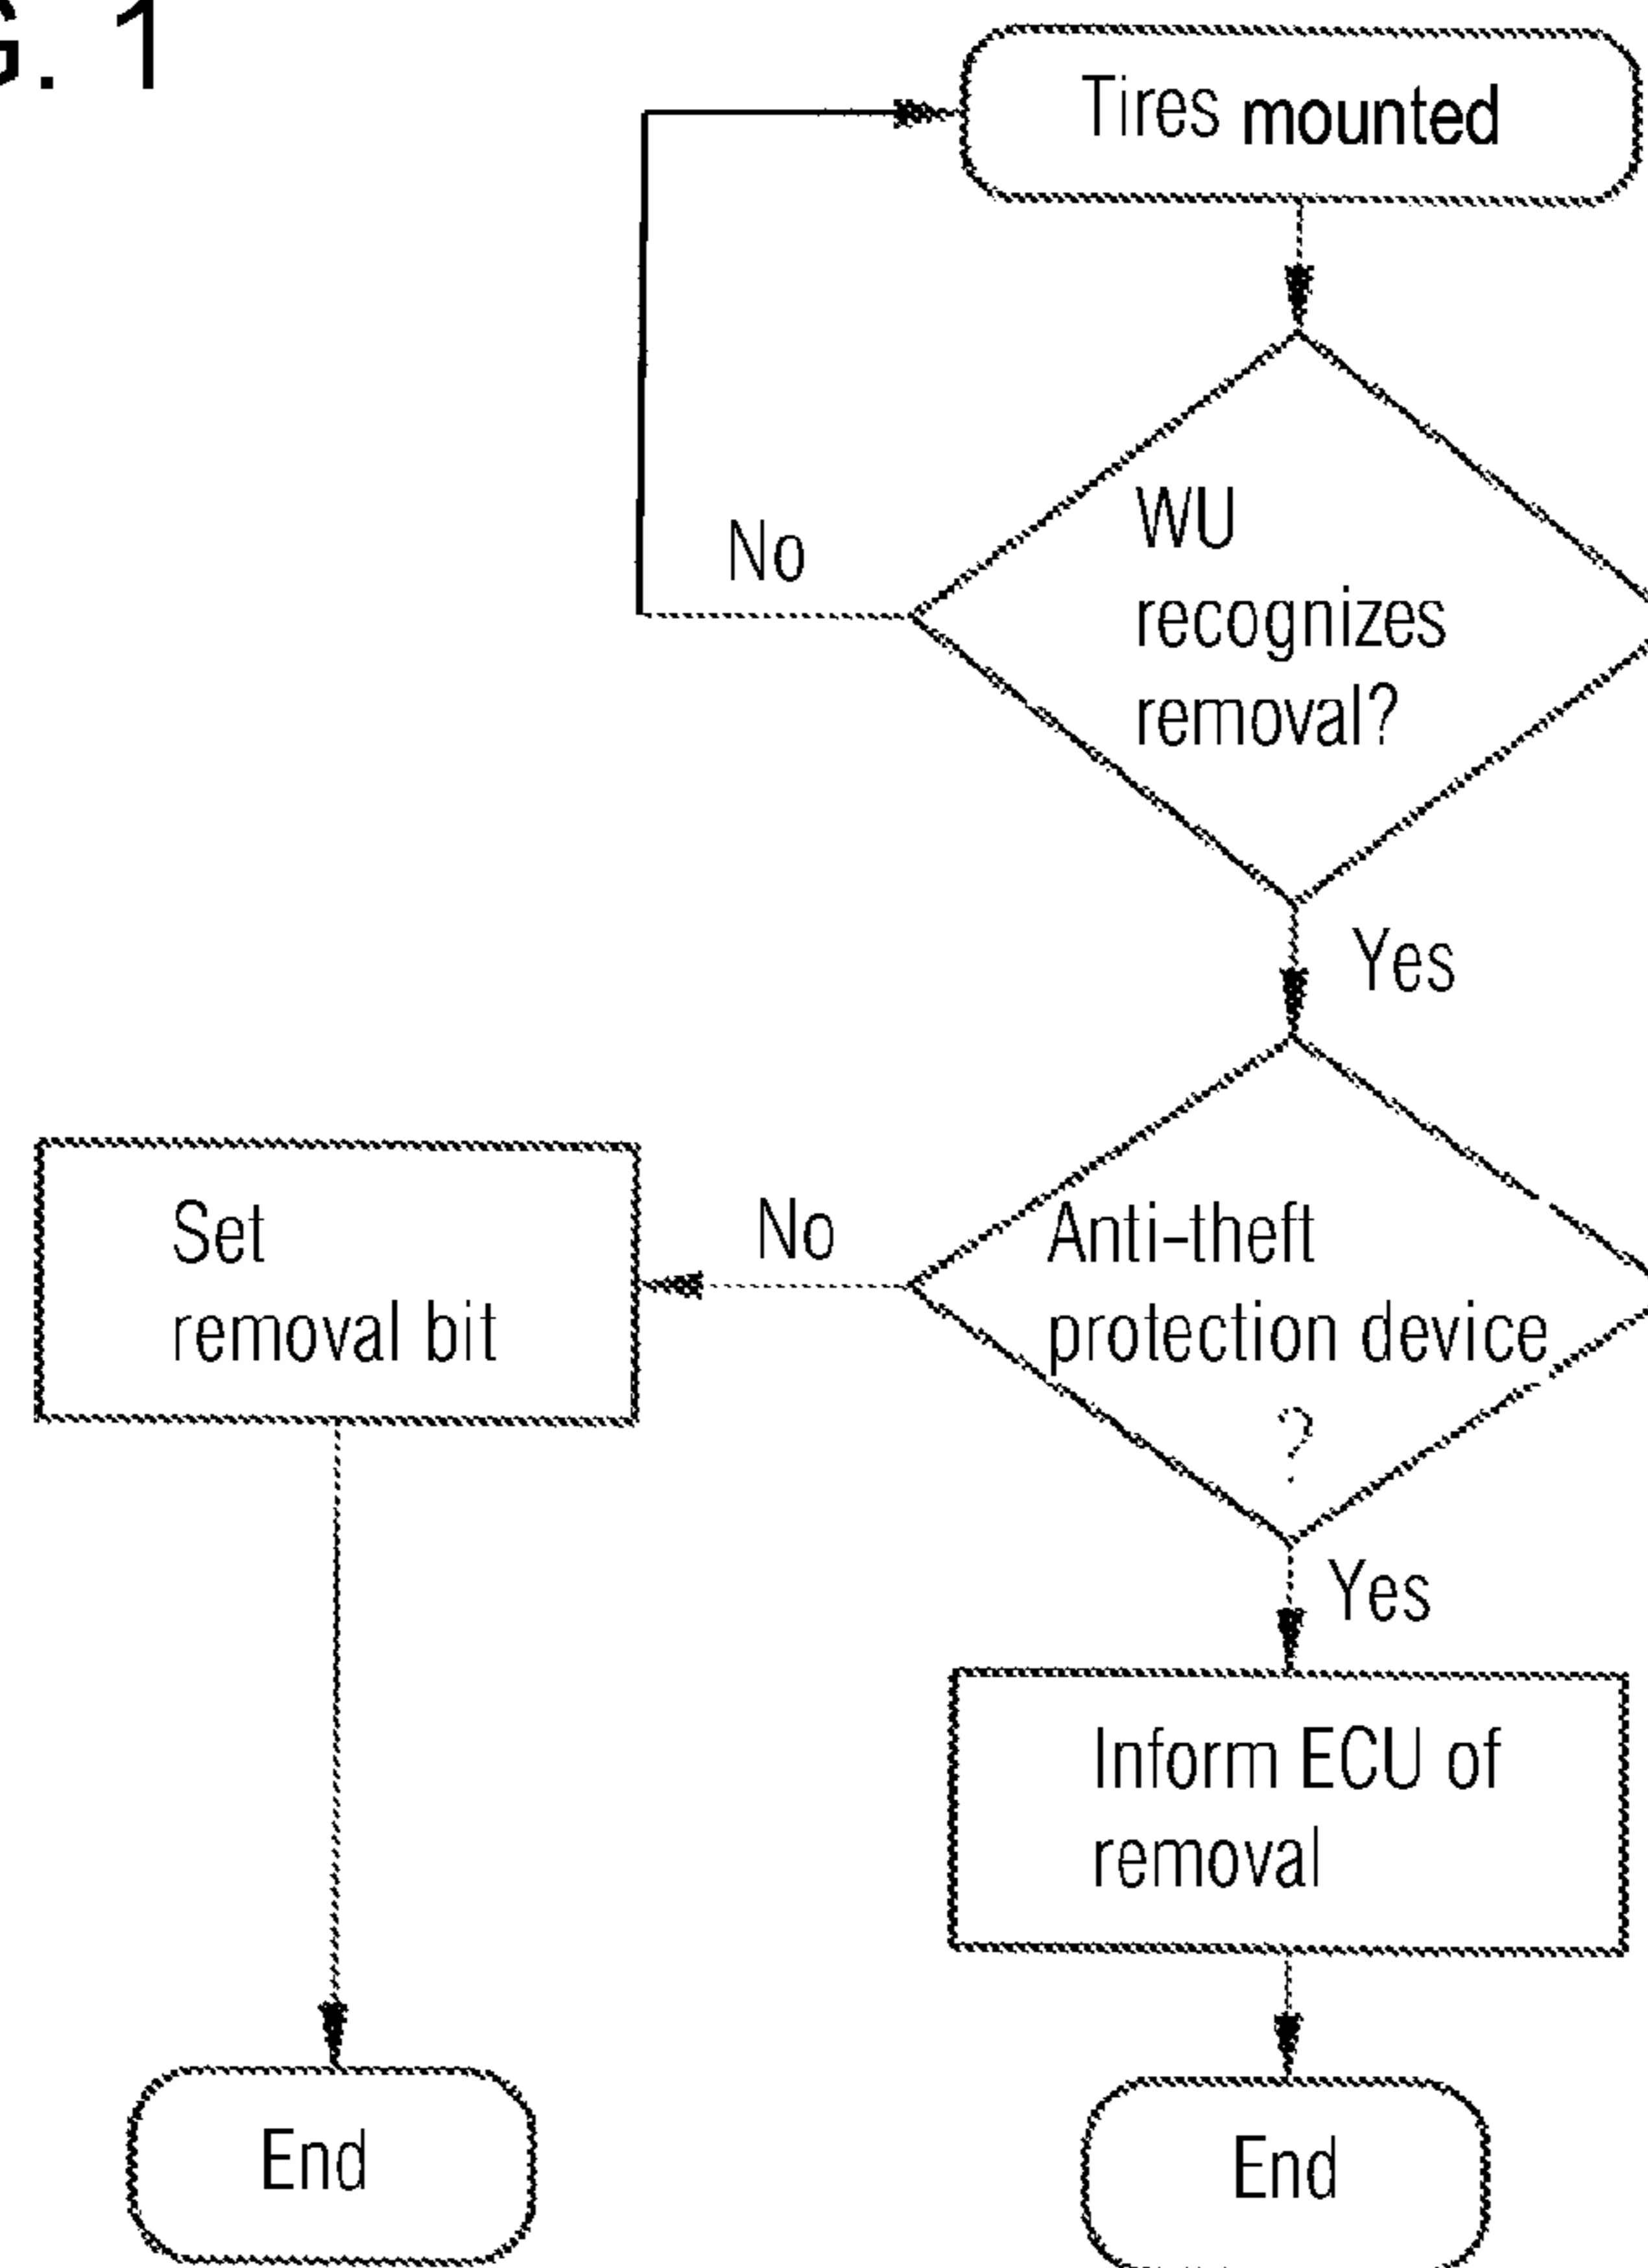 G. 1
Tires mounted
WU
recognizes
removal?
No
Yes
Anti-theft
protection device
?
No
Set
removal bit
Yes
Inform ECU of
removal
End
End